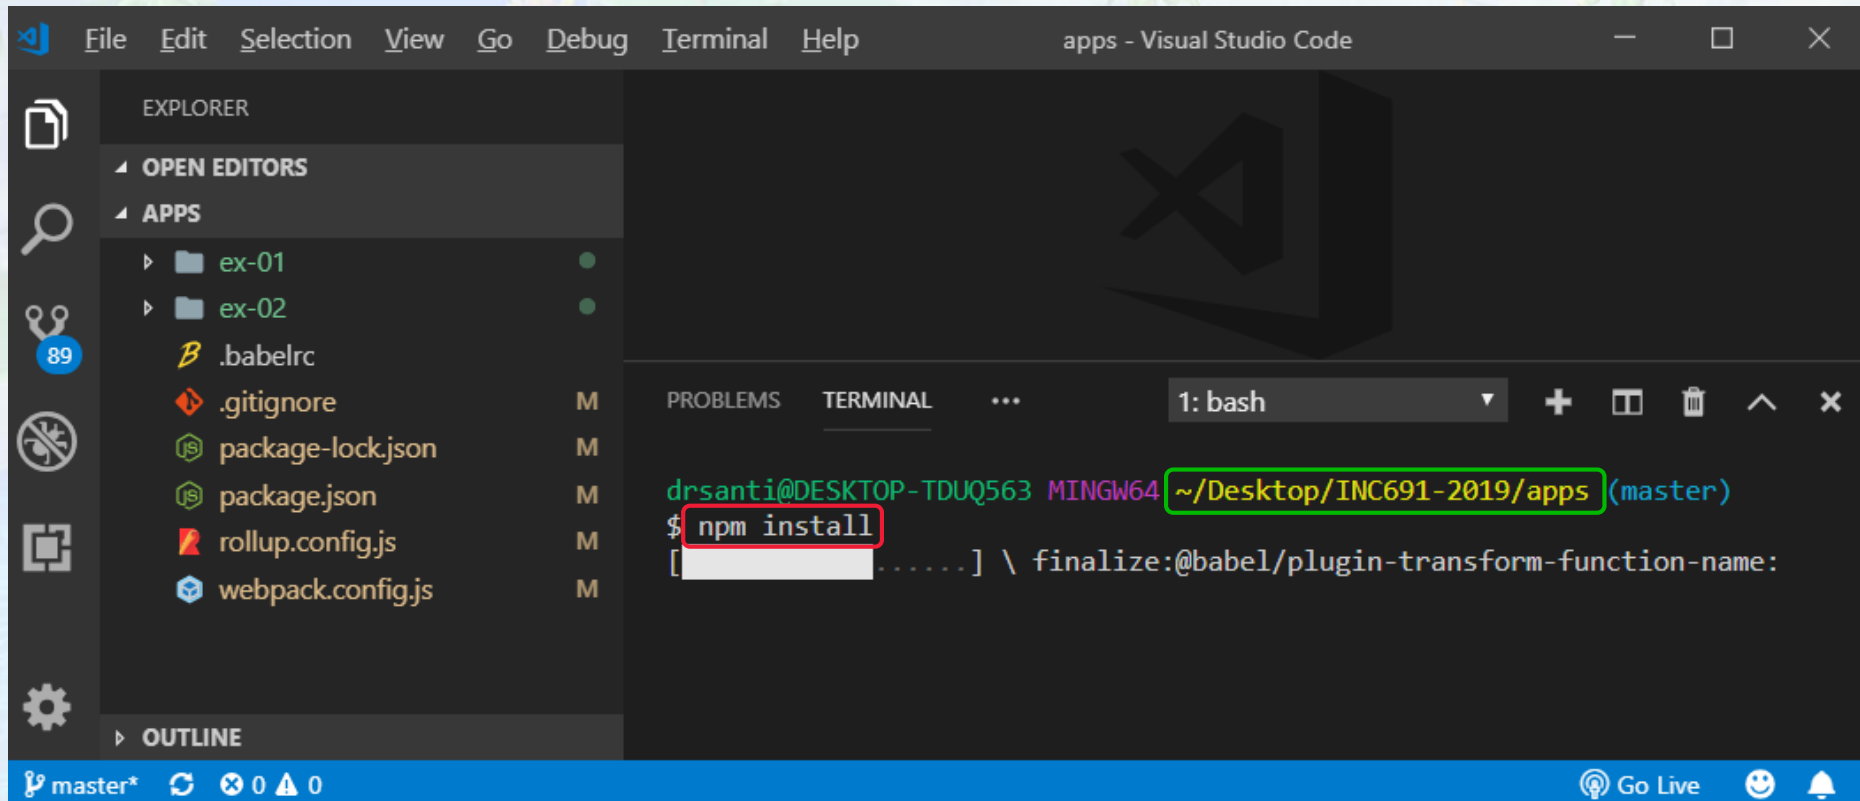 File Edit Selection View Go Debug Terminal Help apps - Visual Studio Code
EXPLORER
OPEN EDITORS
APPS
ex-01
ex-02
89
.babelrc
.gitignore M
package-lock.json M
package.json M
rollup.config.js M
webpack.config.js M
OUTLINE
PROBLEMS TERMINAL ••• 1: bash
drsanti@DESKTOP-TDUQ563 MINGW64 ~/Desktop/INC691-2019/apps (master)
$ npm install
[ ......] \ finalize:@babel/plugin-transform-function-name:
master* 0 0 Go Live